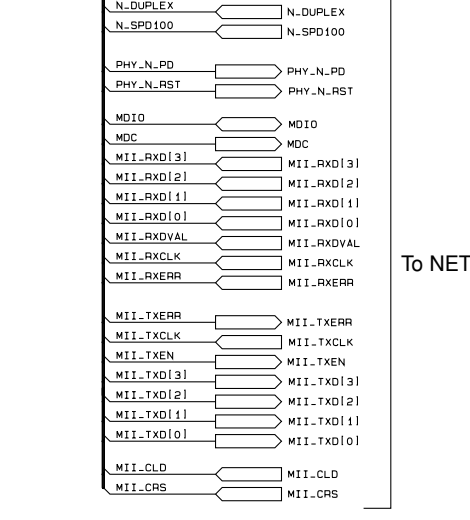 N_DUPLEX N_DUPLEX
N_SPD100 N_SPD100
PHY_N_PD PHY_N_PD
PHY_N_RST PHY_N_RST
MDIO MDIO
MDC MDC
MII_RXD[3] MII_RXD[3]
MII_RXD[2] MII_RXD[2]
MII_RXD[1] MII_RXD[1]
MII_RXD[0] MII_RXD[0]
MII_RXDVAL MII_RXDVAL
MII_RXCLK MII_RXCLK
MII_RXERR MII_RXERR
To NET
MII_TXERR MII_TXERR
MII_TXCLK MII_TXCLK
MII_TXEN MII_TXEN
MII_TXD[3] MII_TXD[3]
MII_TXD[2] MII_TXD[2]
MII_TXD[1] MII_TXD[1]
MII_TXD[0] MII_TXD[0]
MII_CLD MII_CLD
MII_CRS MII_CRS